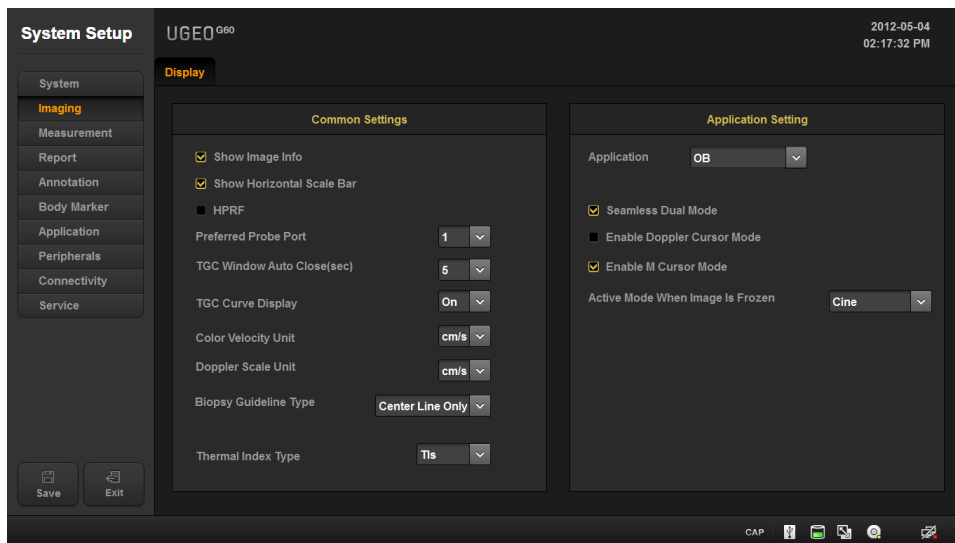 System Setup
UGEO G60
2012-05-04
02:17:32 PM
Display
System
Imaging
Measurement
Report
Annotation
Body Marker
Application
Peripherals
Connectivity
Service
Save
Exit
Common Settings
Show Image Info
Show Horizontal Scale Bar
HPRF
Preferred Probe Port 1
TGC Window Auto Close(sec) 5
TGC Curve Display On
Color Velocity Unit cm/s
Doppler Scale Unit cm/s
Biopsy Guideline Type Center Line Only
Thermal Index Type TIs
Application Setting
Application OB
Seamless Dual Mode
Enable Doppler Cursor Mode
Enable M Cursor Mode
Active Mode When Image Is Frozen Cine
CAP